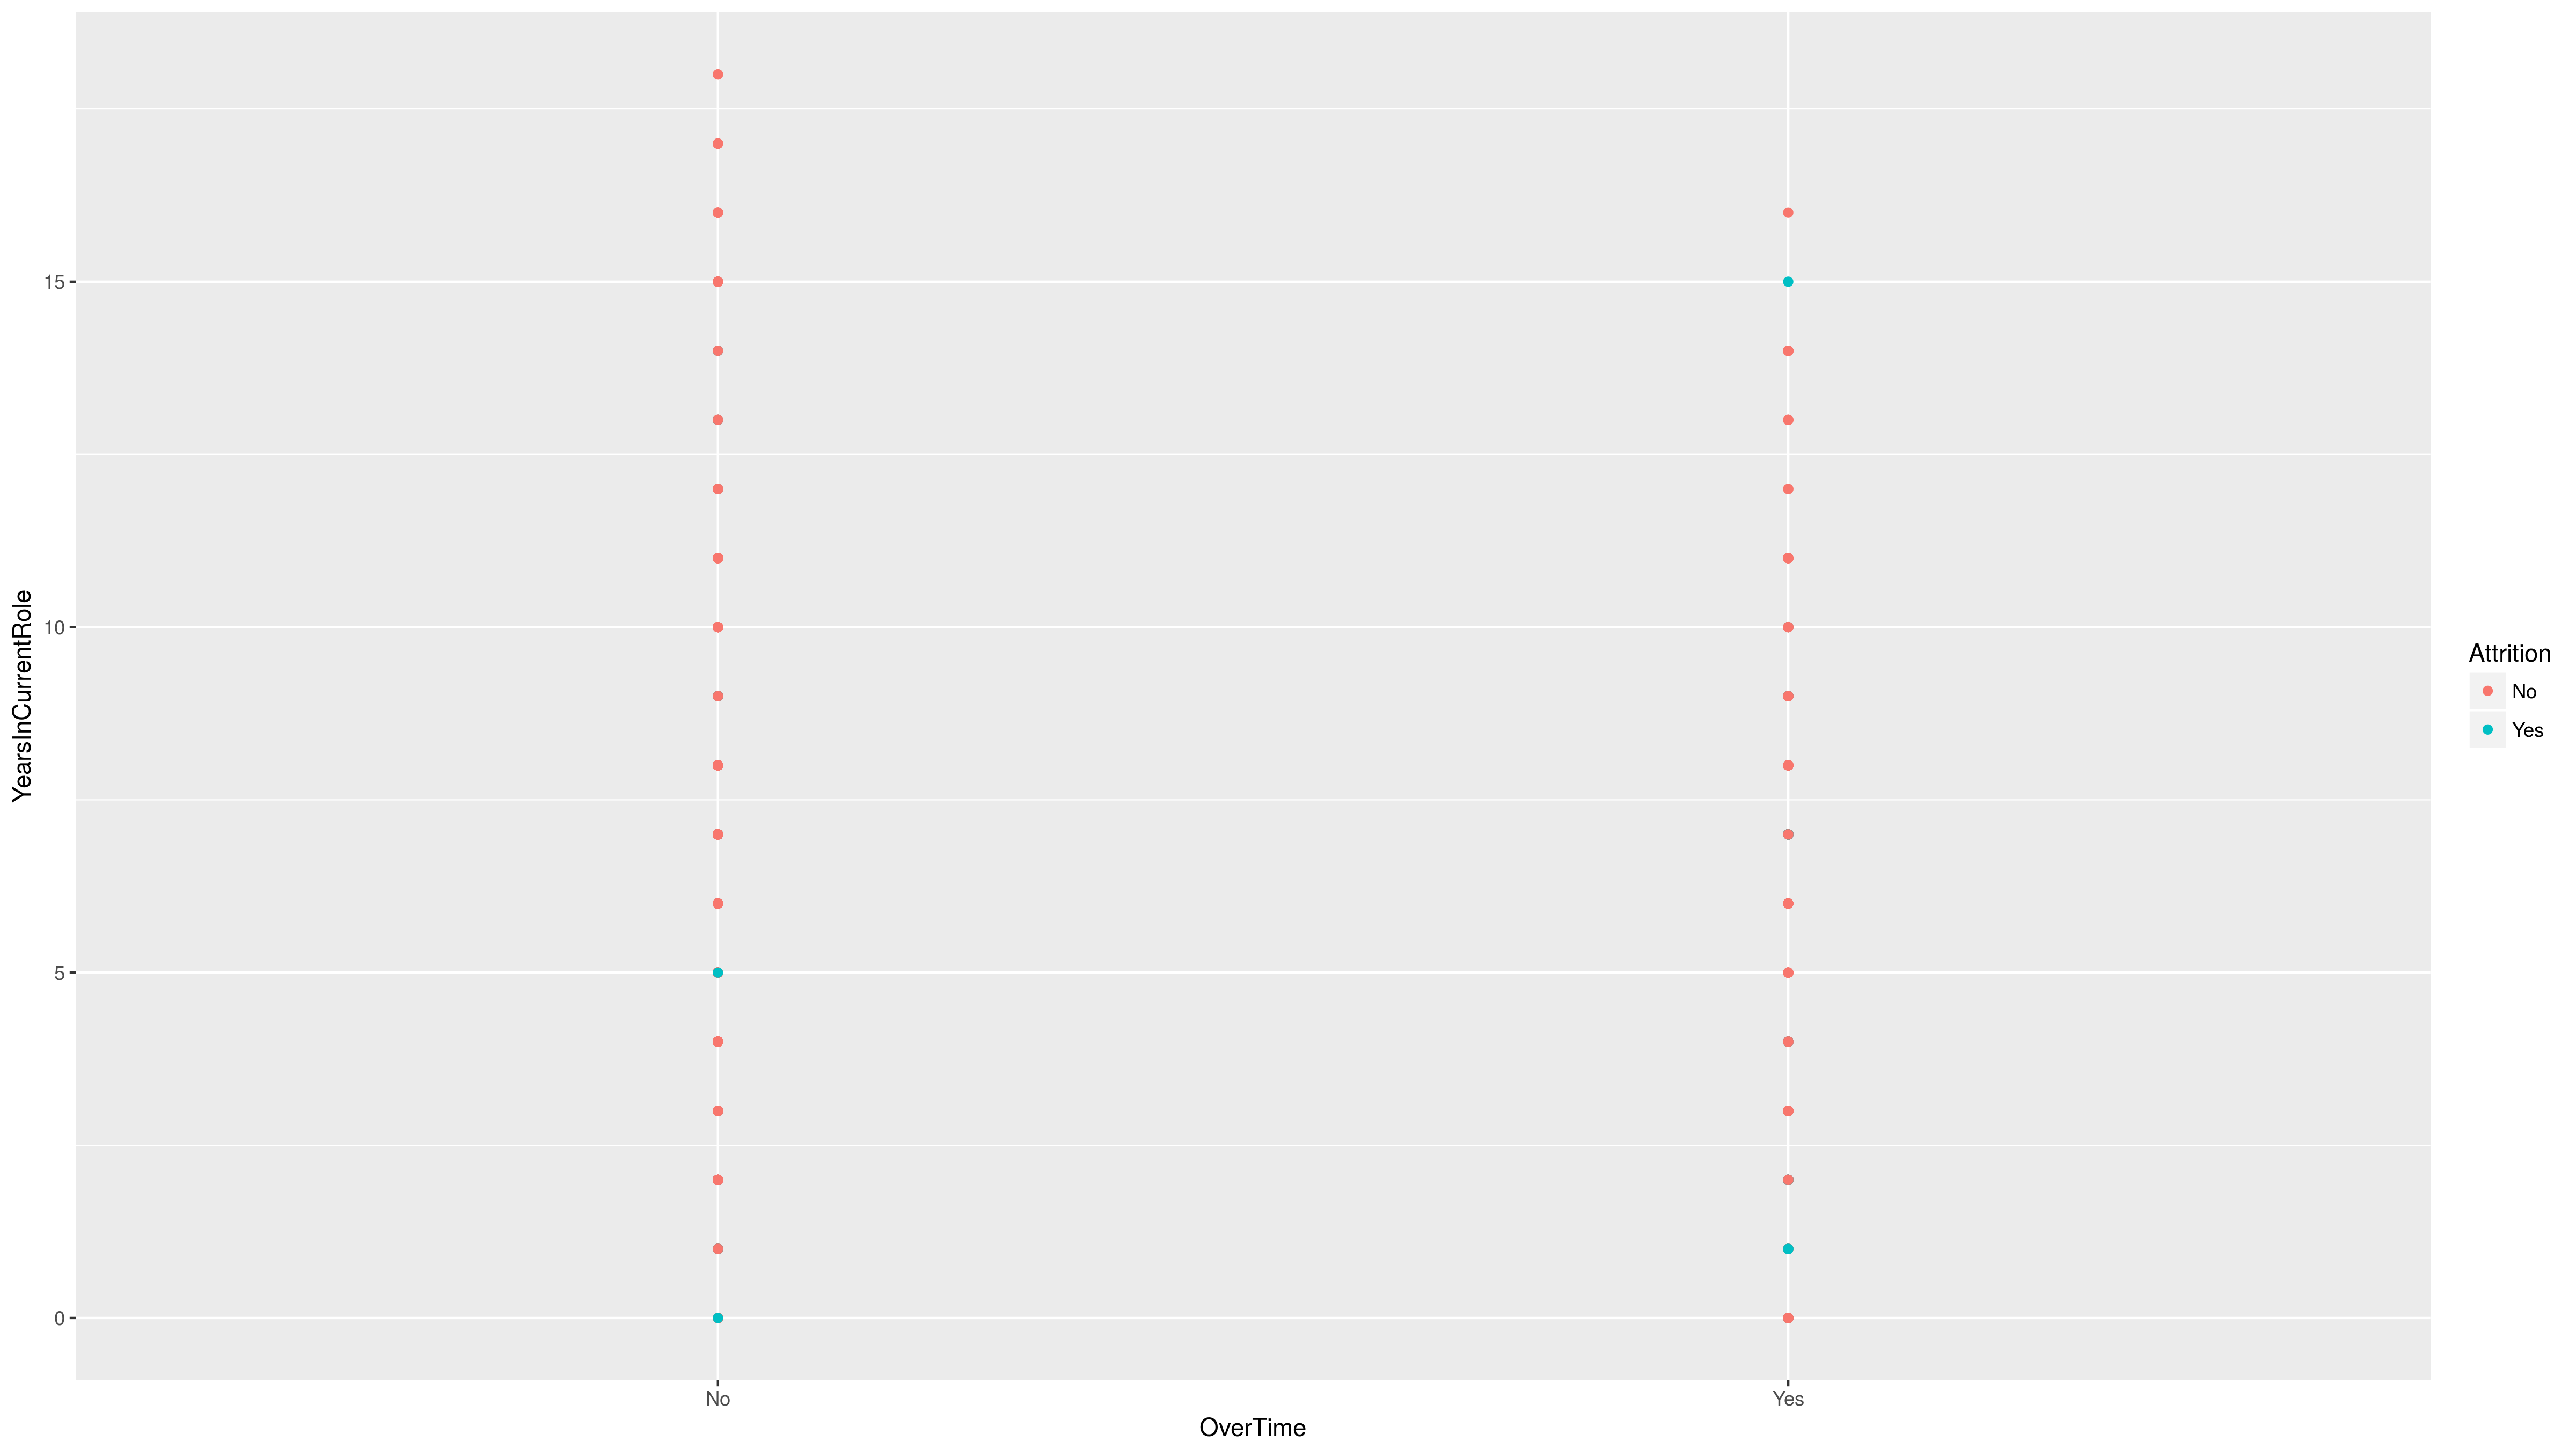 YearsInCurrentRole
15
10
5
0
No
Yes
OverTime
Attrition
No
Yes